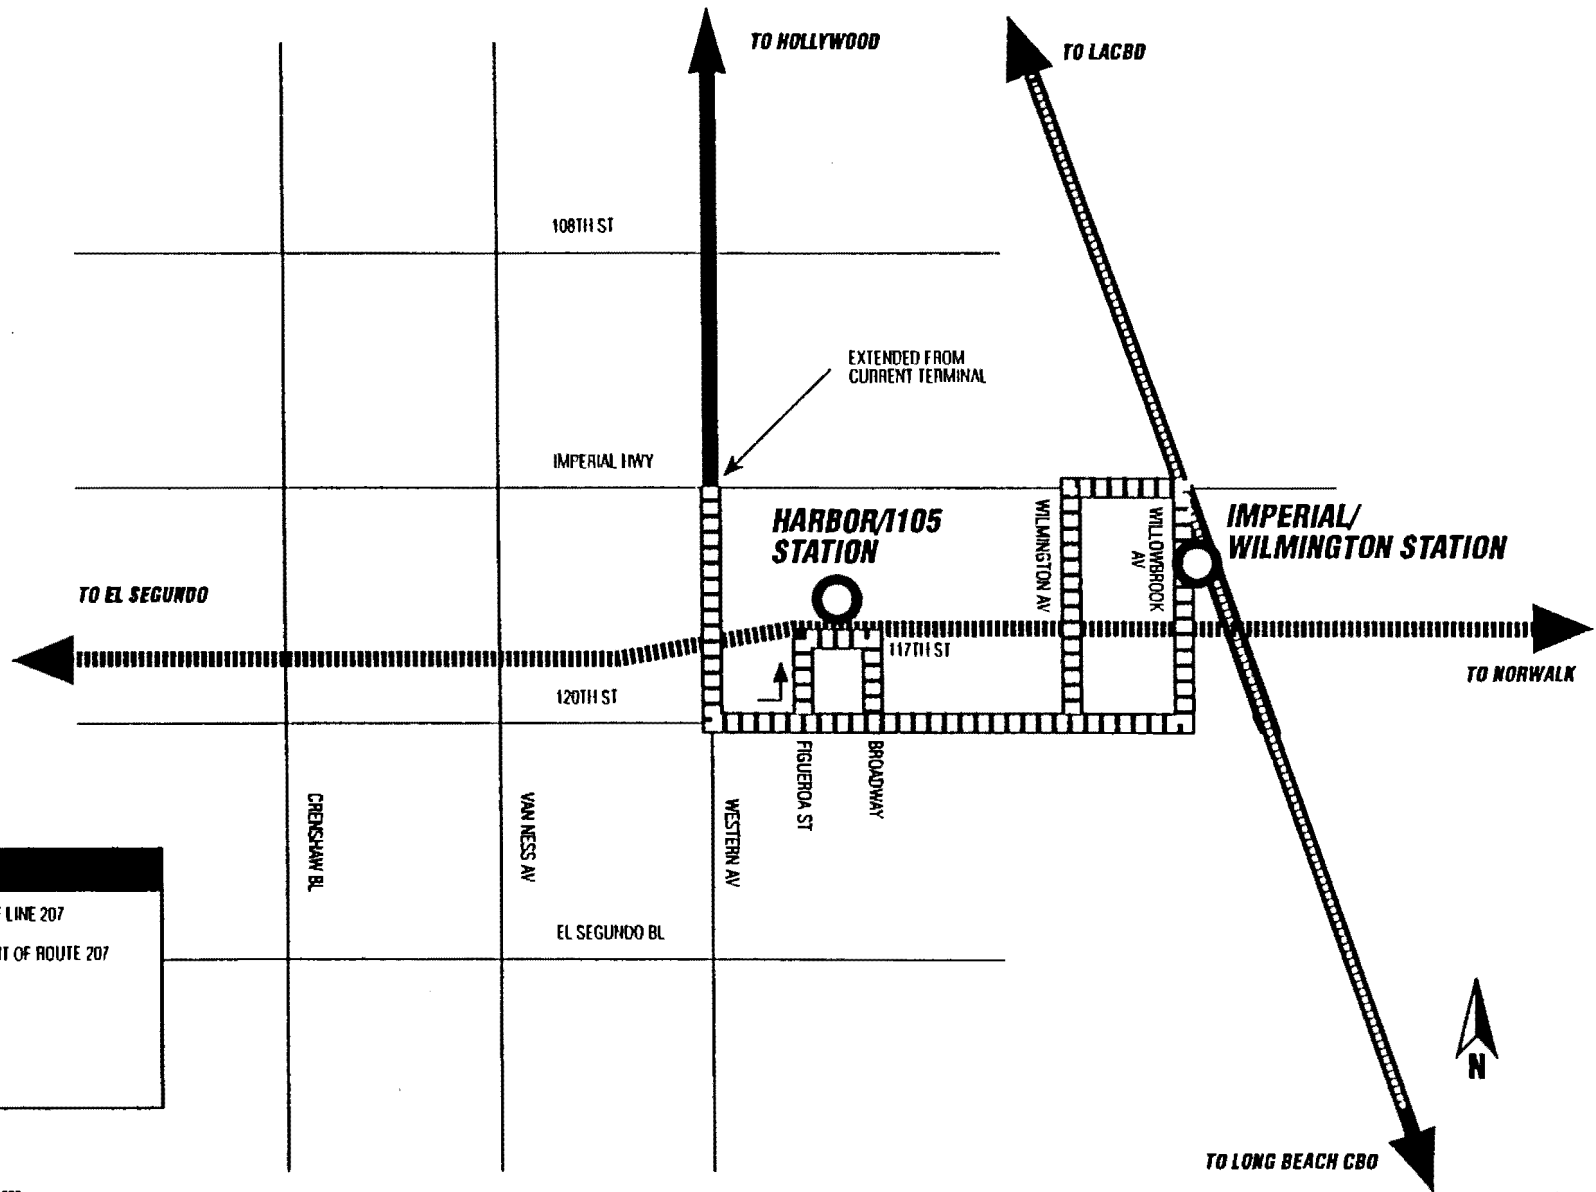 TO HOLLYWOOD
TO LACBD
108TH ST
EXTENDED FROM
CURRENT TERMINAL
IMPERIAL HWY
HARBOR/I105
STATION
WILMINGTON AV
WILLOWBROOK
AV
IMPERIAL/
WILMINGTON STATION
TO EL SEGUNDO
117TH ST
TO NORWALK
120TH ST
FIGUEROA ST
BROADWAY
CRENSHAW BL
VAN NESS AV
WESTERN AV
LINE 207
OF ROUTE 207
EL SEGUNDO BL
N
TO LONG BEACH CBD